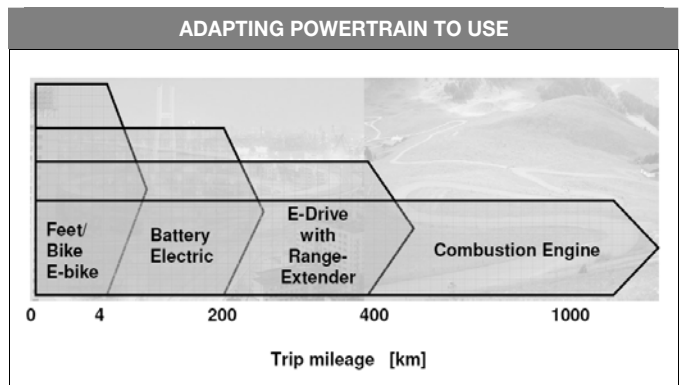 ADAPTING POWERTRAIN TO USE
Feet/
Bike
E-bike
Battery
Electric
E-Drive
with
Range-
Extender
Combustion Engine
0 4 200 400 1000
Trip mileage [km]